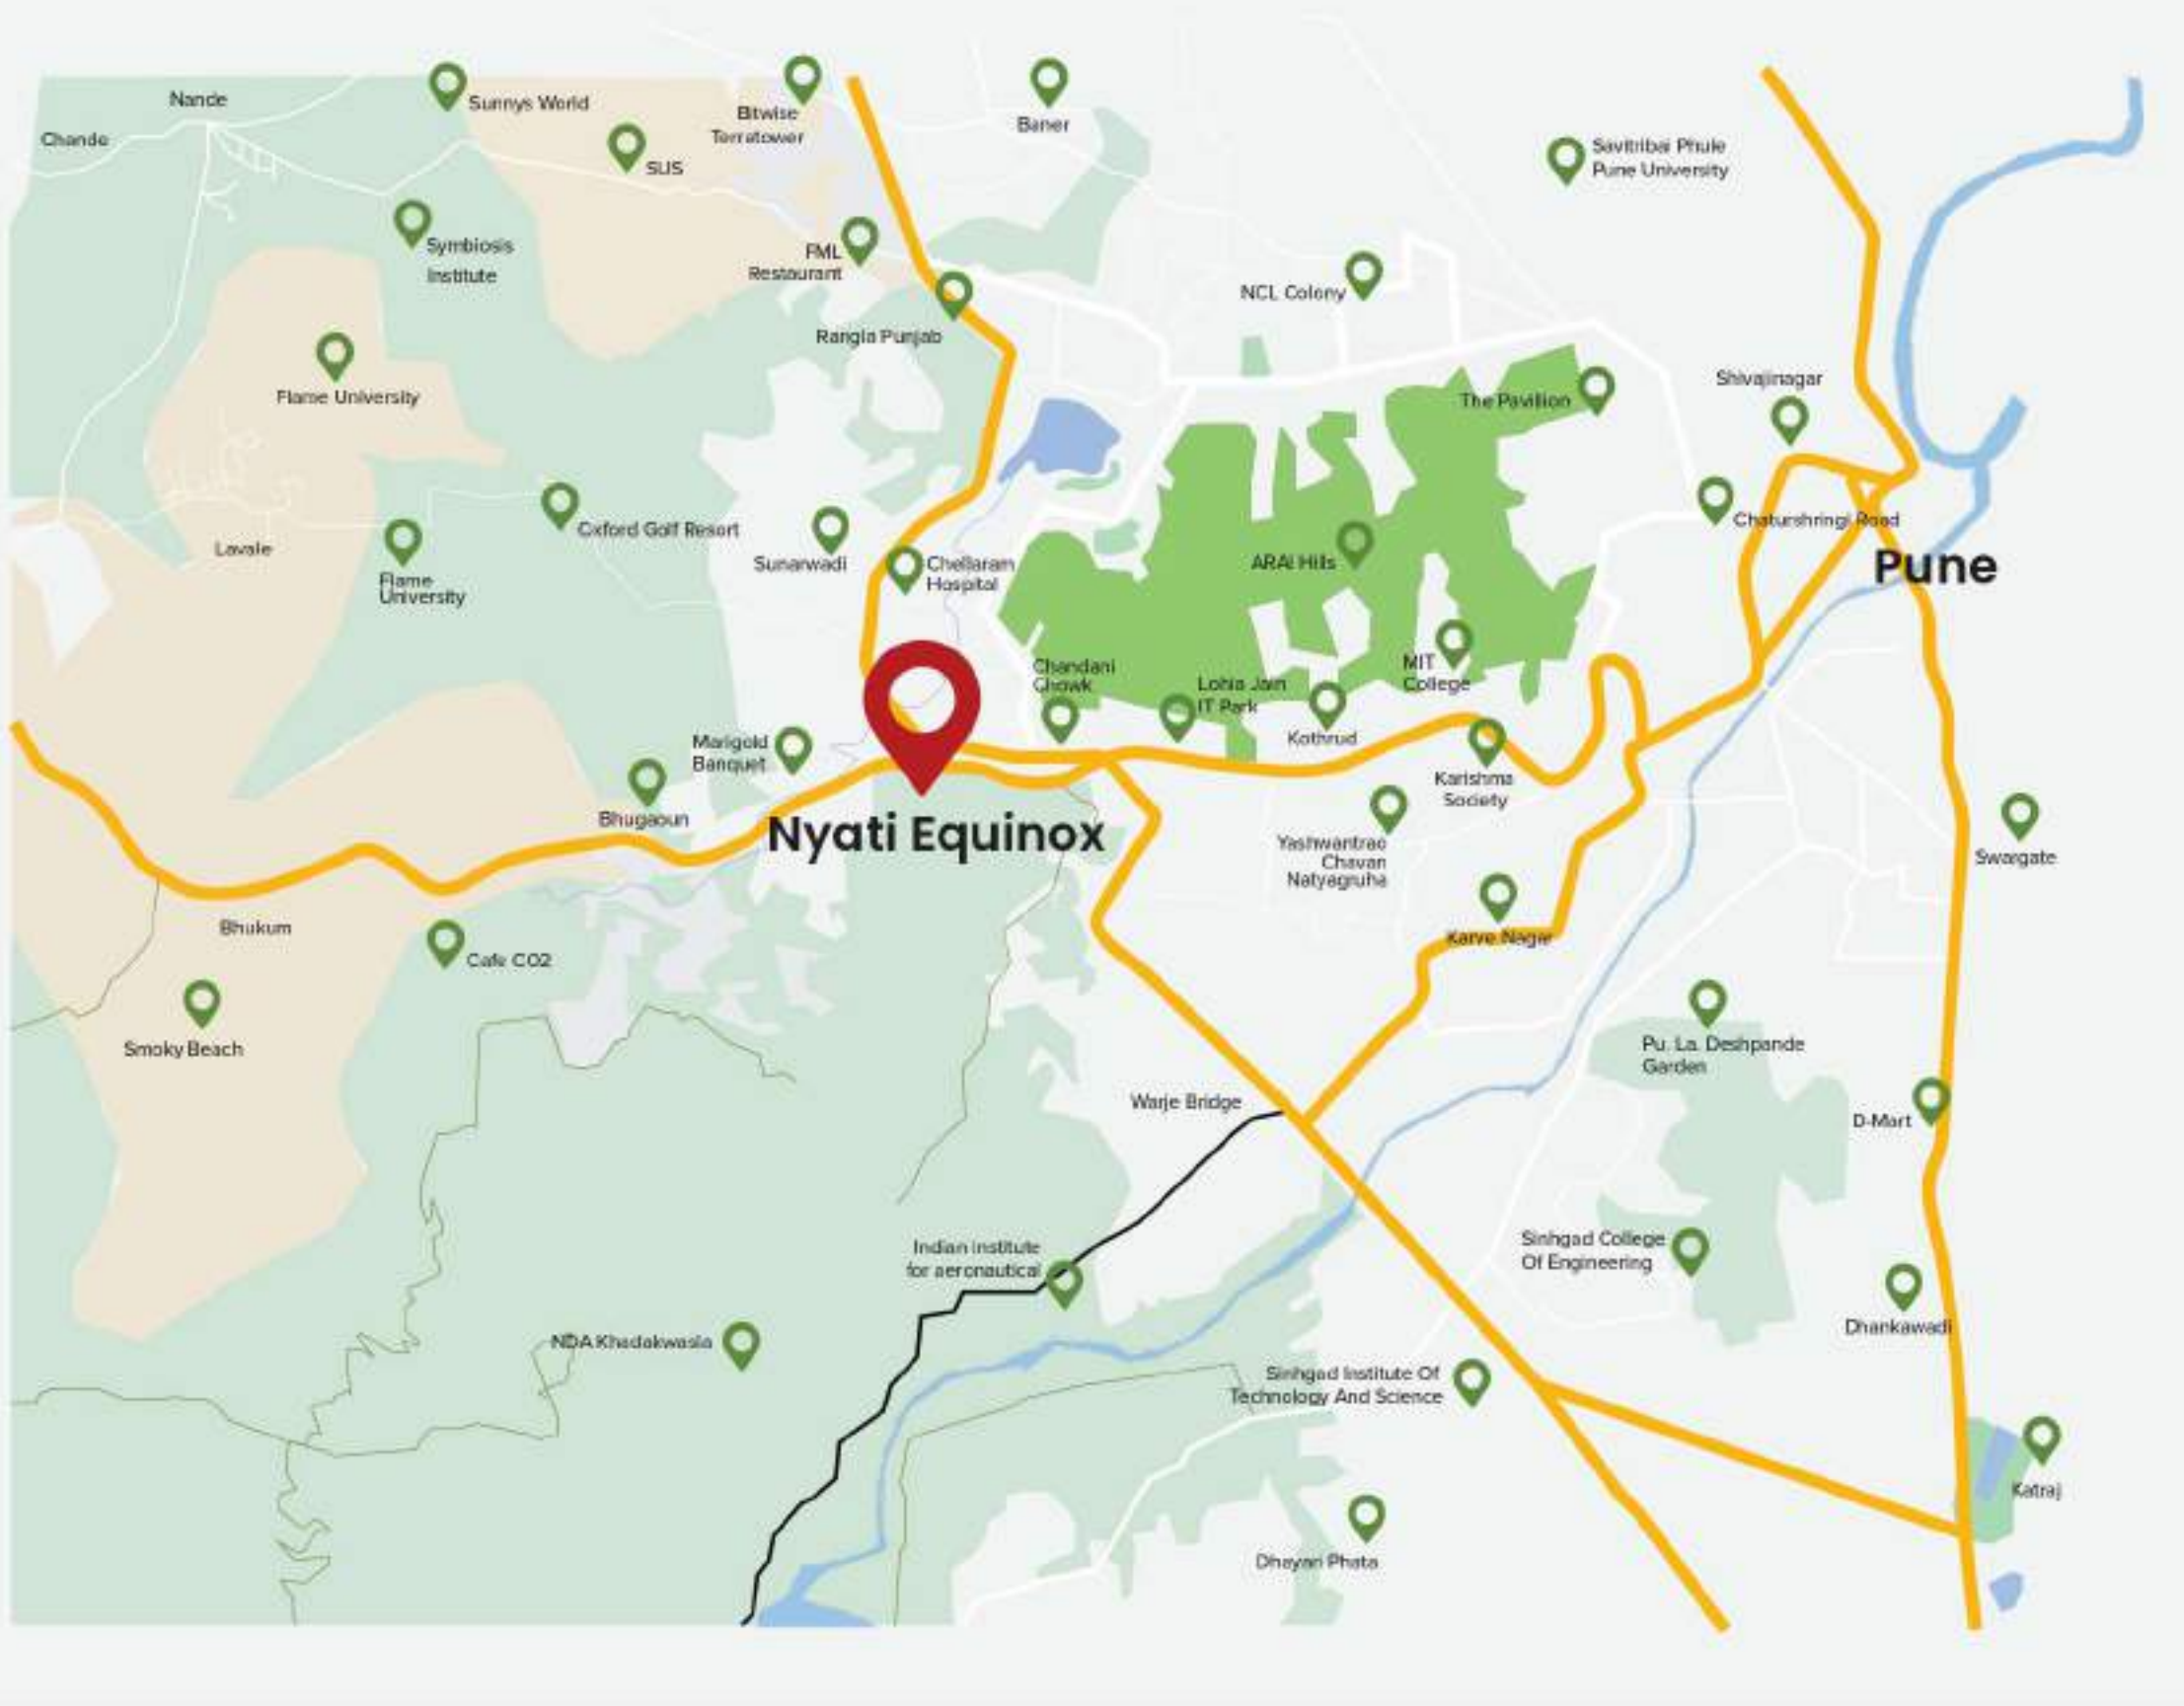 Nande
Sunnys World
Bitwise
Terratower
Baner
Chande
SUS
Savitribai Phule
Pune University
Symbiosis
Institute
FML
Restaurant
NCL Colony
Rangla Punjab
Flame University
The Pavillion
Shivajinagar
Oxford Golf Resort
Chaturshringi Road
Lavale
Sunarwadi
Chellaram
Hospital
ARAI Hills
Pune
Flame
University
Chandani
Chowk
Lohia Jain
IT Park
MIT
College
Marigold
Banquet
Kothrud
Karishma
Society
Bhugaoun
Nyati Equinox
Yashwantrao
Chavan
Natyagruha
Swargate
Bhukum
Cafe CO2
Karve Nagar
Smoky Beach
Pu. La. Deshpande
Garden
Warje Bridge
D-Mart
Indian institute
for aeronautical
Sinhgad College
Of Engineering
NDA Khadakwasla
Dhankawadi
Sinhgad Institute Of
Technology And Science
Katraj
Dhayari Phata